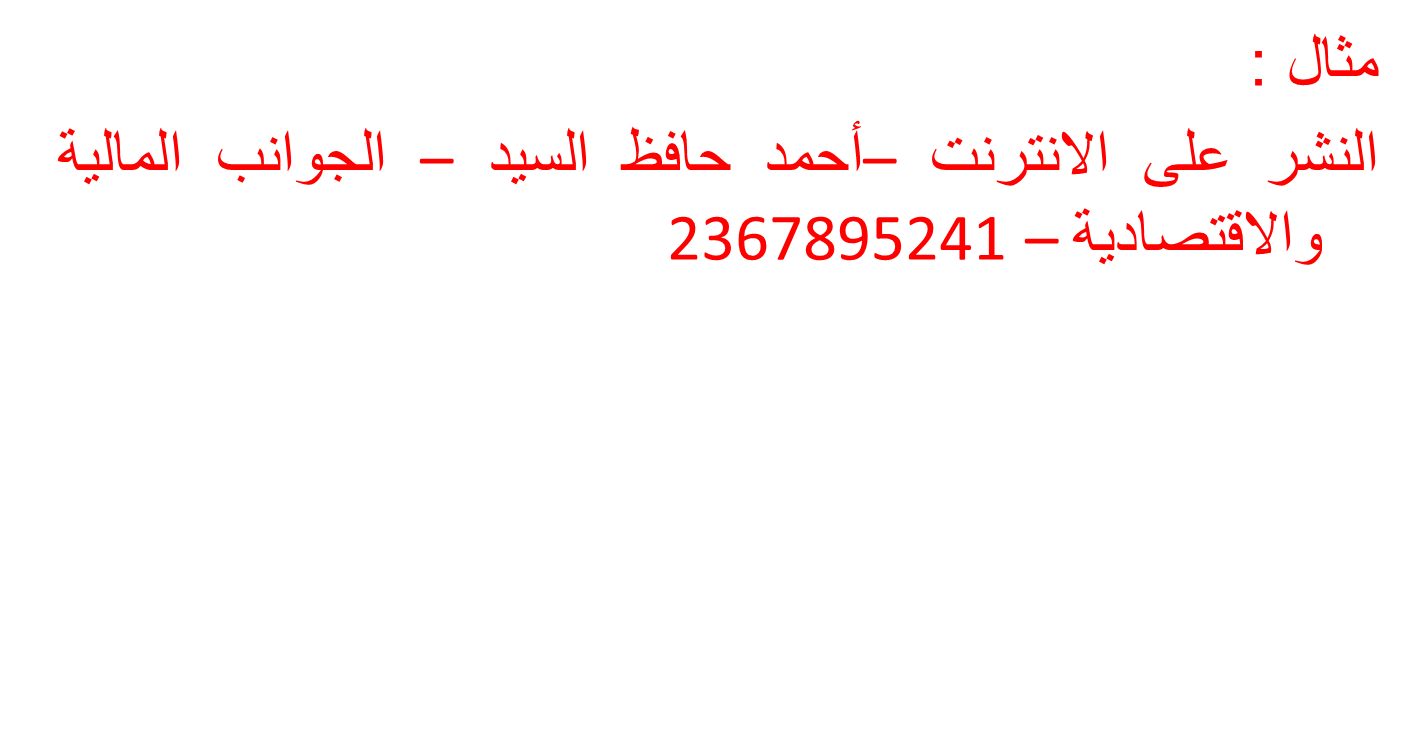 مثال :
النشر على الانترنت –أحمد حافظ السيد – الجوانب المالية
والاقتصادية – 2367895241